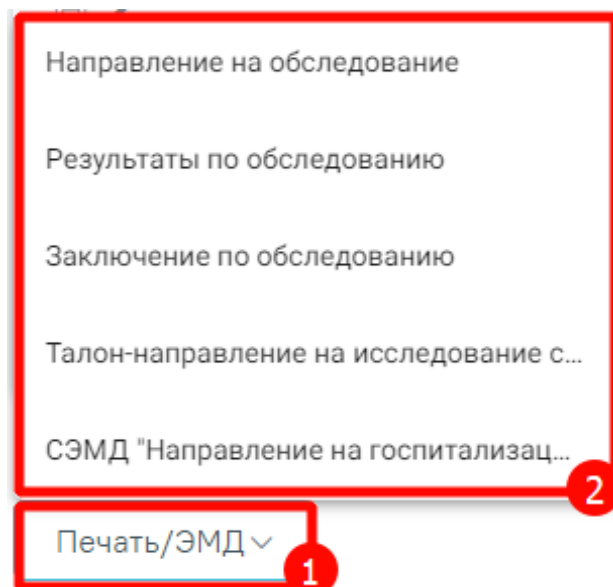 Направление на обследование
Результаты по обследованию
Заключение по обследованию
Талон-направление на исследование с...
СЭМД "Направление на госпитализац...
2
Печать/ЭМД
1